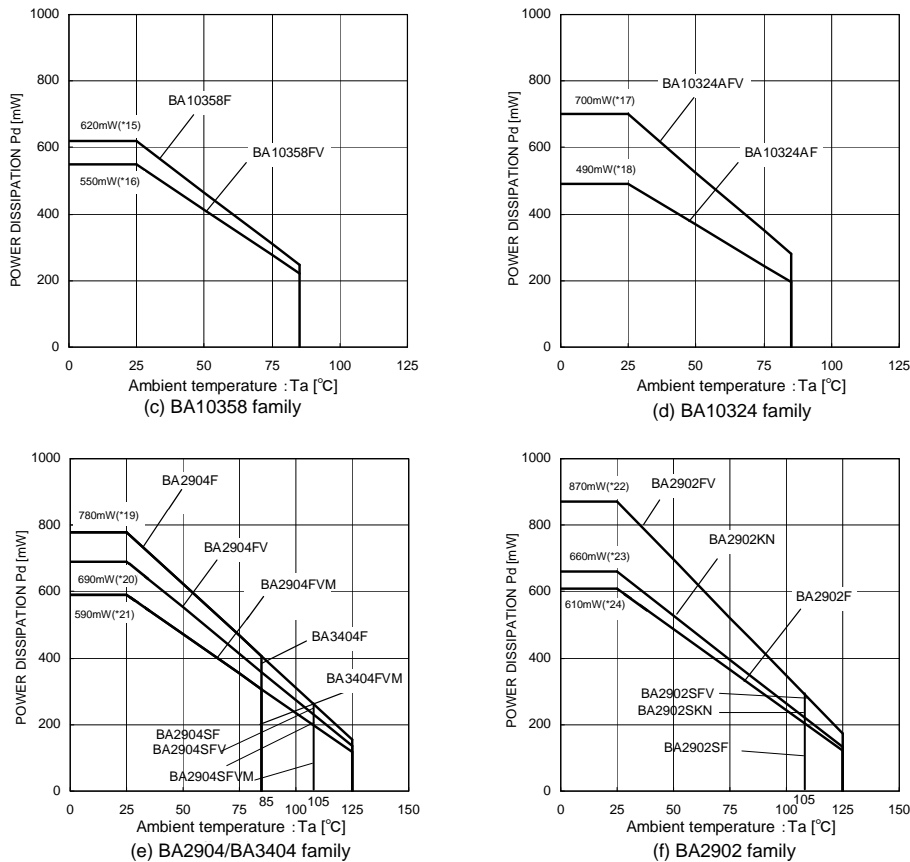 1000
800
600
400
200
0
POWER DISSIPATION Pd [mW]
620mW(*15)
550mW(*16)
BA10358F
BA10358FV
0 25 50 75 100 125
Ambient temperature : Ta [°C]
(c) BA10358 family
1000
800
600
400
200
0
POWER DISSIPATION Pd [mW]
700mW(*17)
490mW(*18)
BA10324AFV
BA10324AF
0 25 50 75 100 125
Ambient temperature : Ta [°C]
(d) BA10324 family
1000
800
600
400
200
0
POWER DISSIPATION Pd [mW]
780mW(*19)
690mW(*20)
590mW(*21)
BA2904F
BA2904FV
BA2904FVM
BA3404F
BA3404FVM
BA2904SF
BA2904SFV
BA2904SFVM
0 25 50 75 85 100 105 125 150
Ambient temperature : Ta [°C]
(e) BA2904/BA3404 family
1000
800
600
400
200
0
POWER DISSIPATION Pd [mW]
870mW(*22)
660mW(*23)
610mW(*24)
BA2902FV
BA2902KN
BA2902F
BA2902SFV
BA2902SKN
BA2902SF
0 25 50 75 100 105 125 150
Ambient temperature : Ta [°C]
(f) BA2902 family